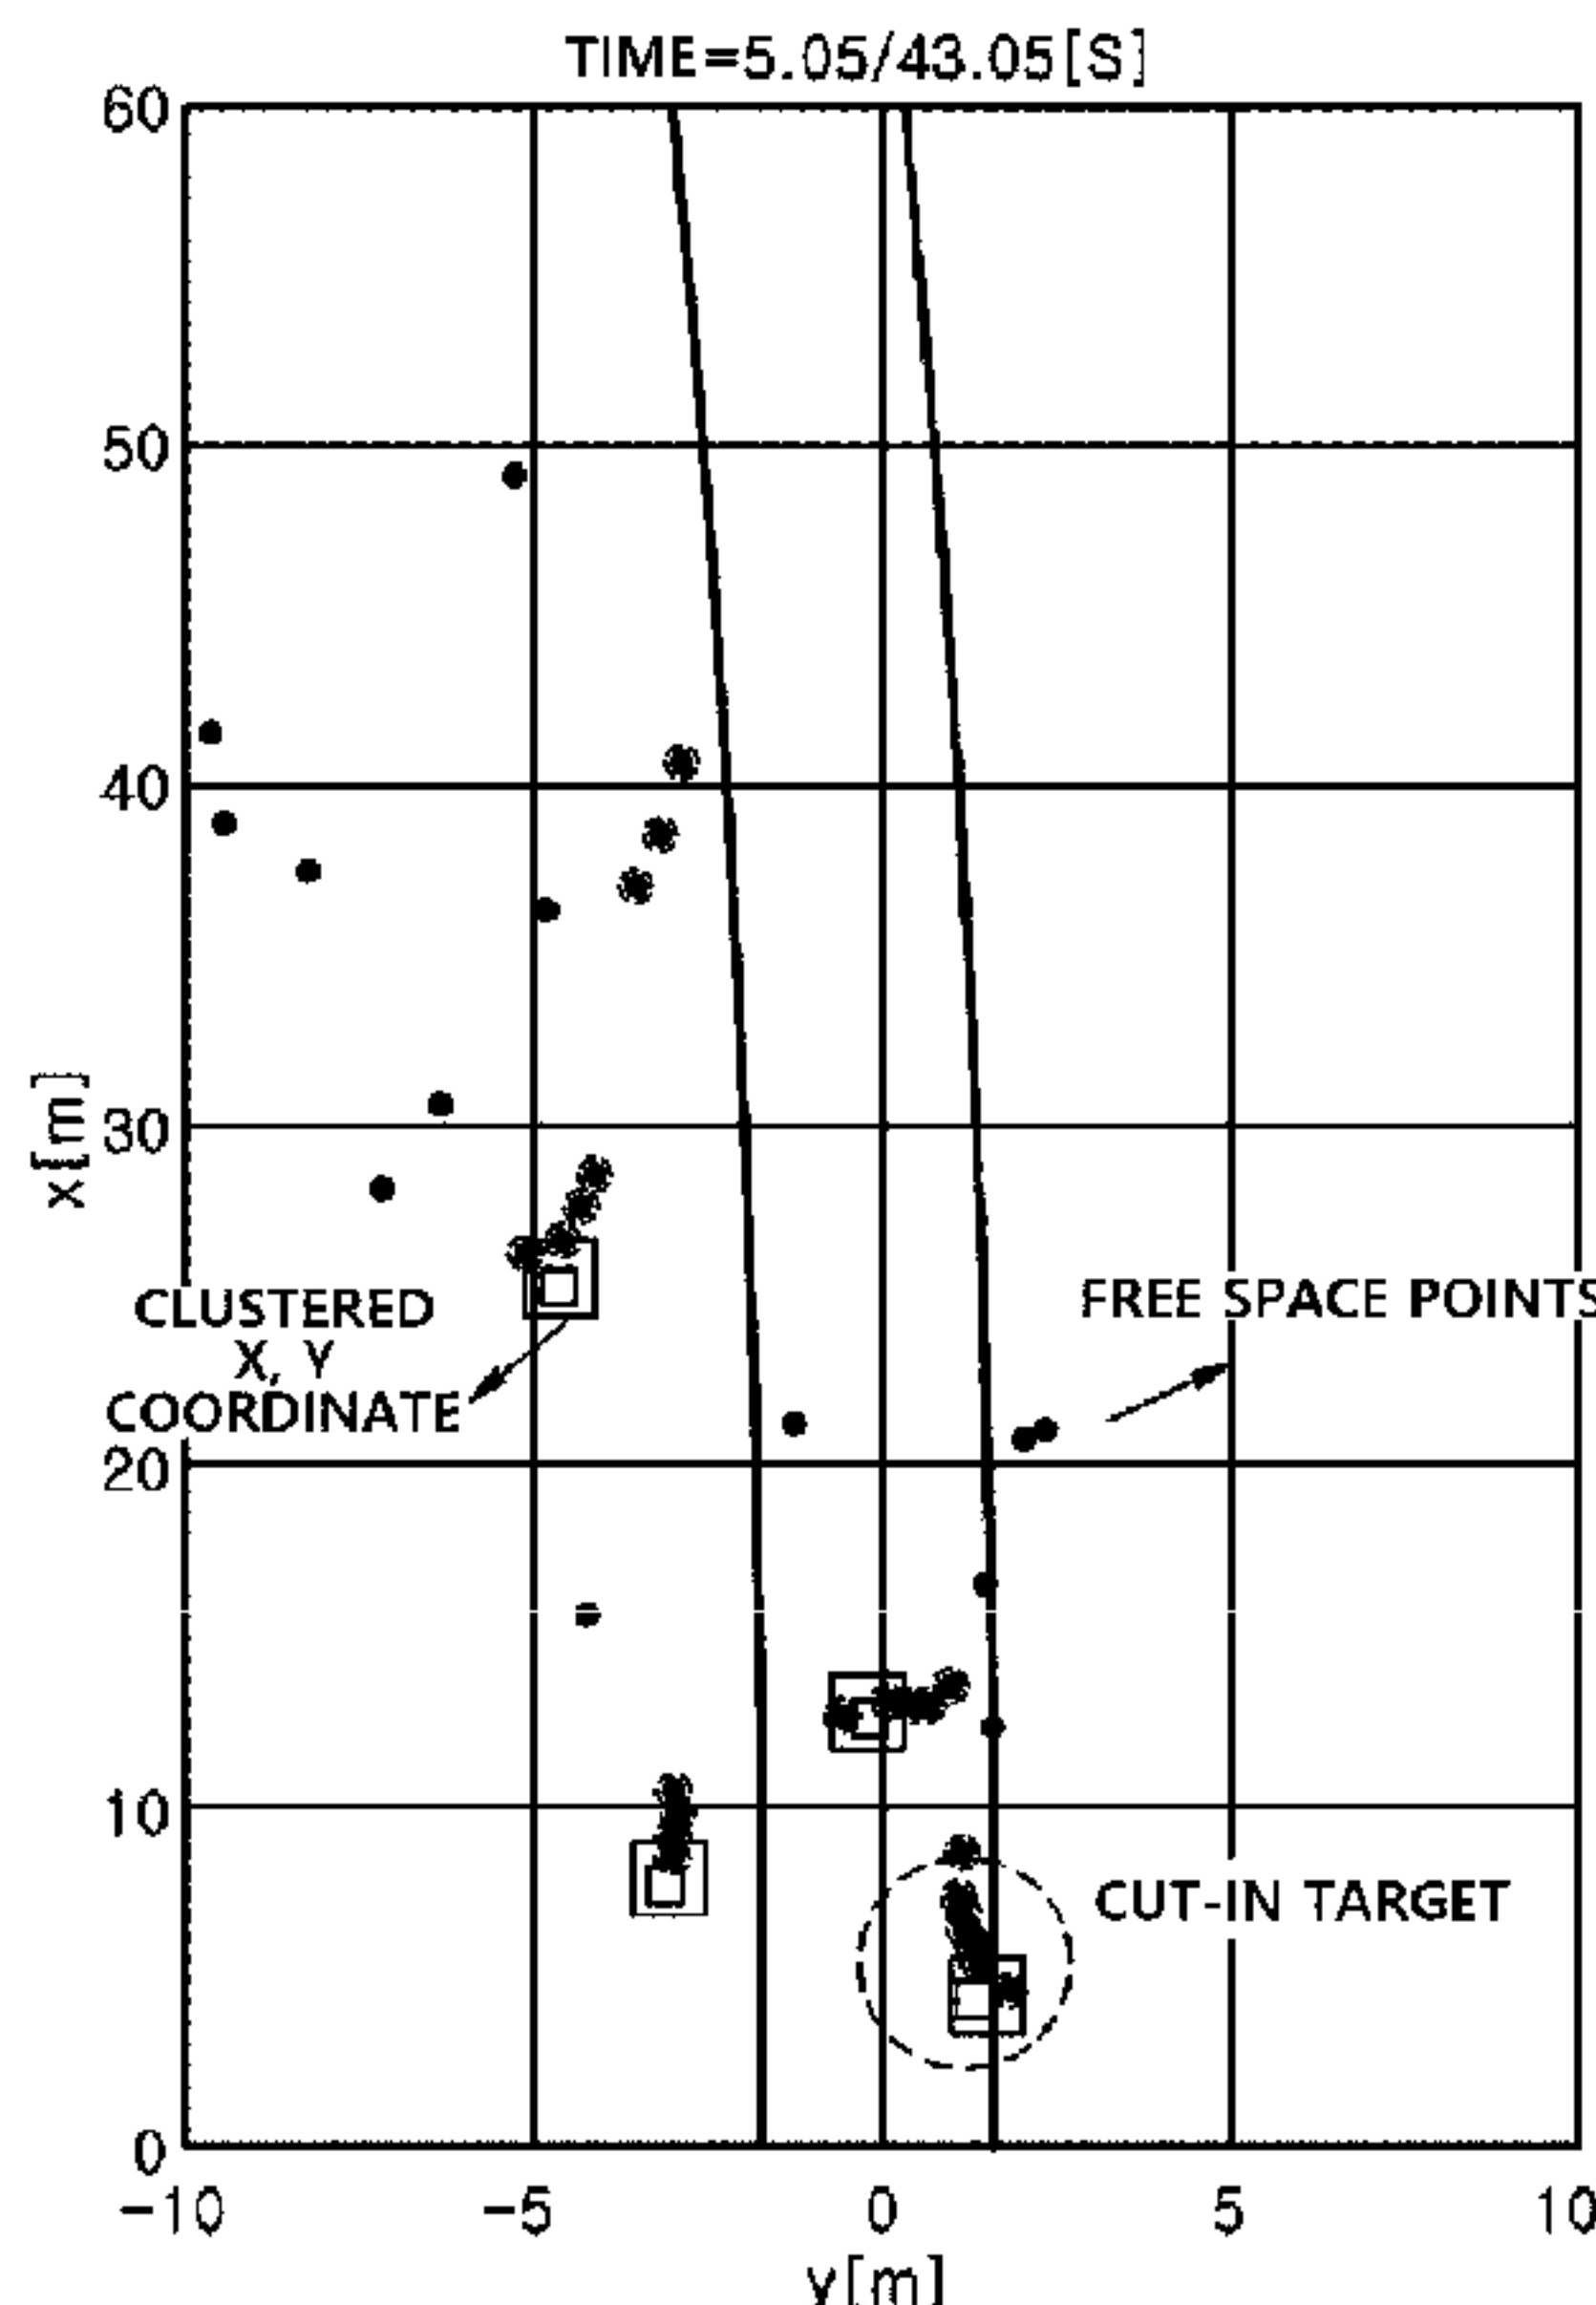 TIME=5.05/43.05[S]
60
50
40
30
20
10
0
x[m]
CLUSTERED
X, Y
COORDINATE
FREE SPACE POINTS
CUT-IN TARGET
-10
-5
0
5
10
y[m]